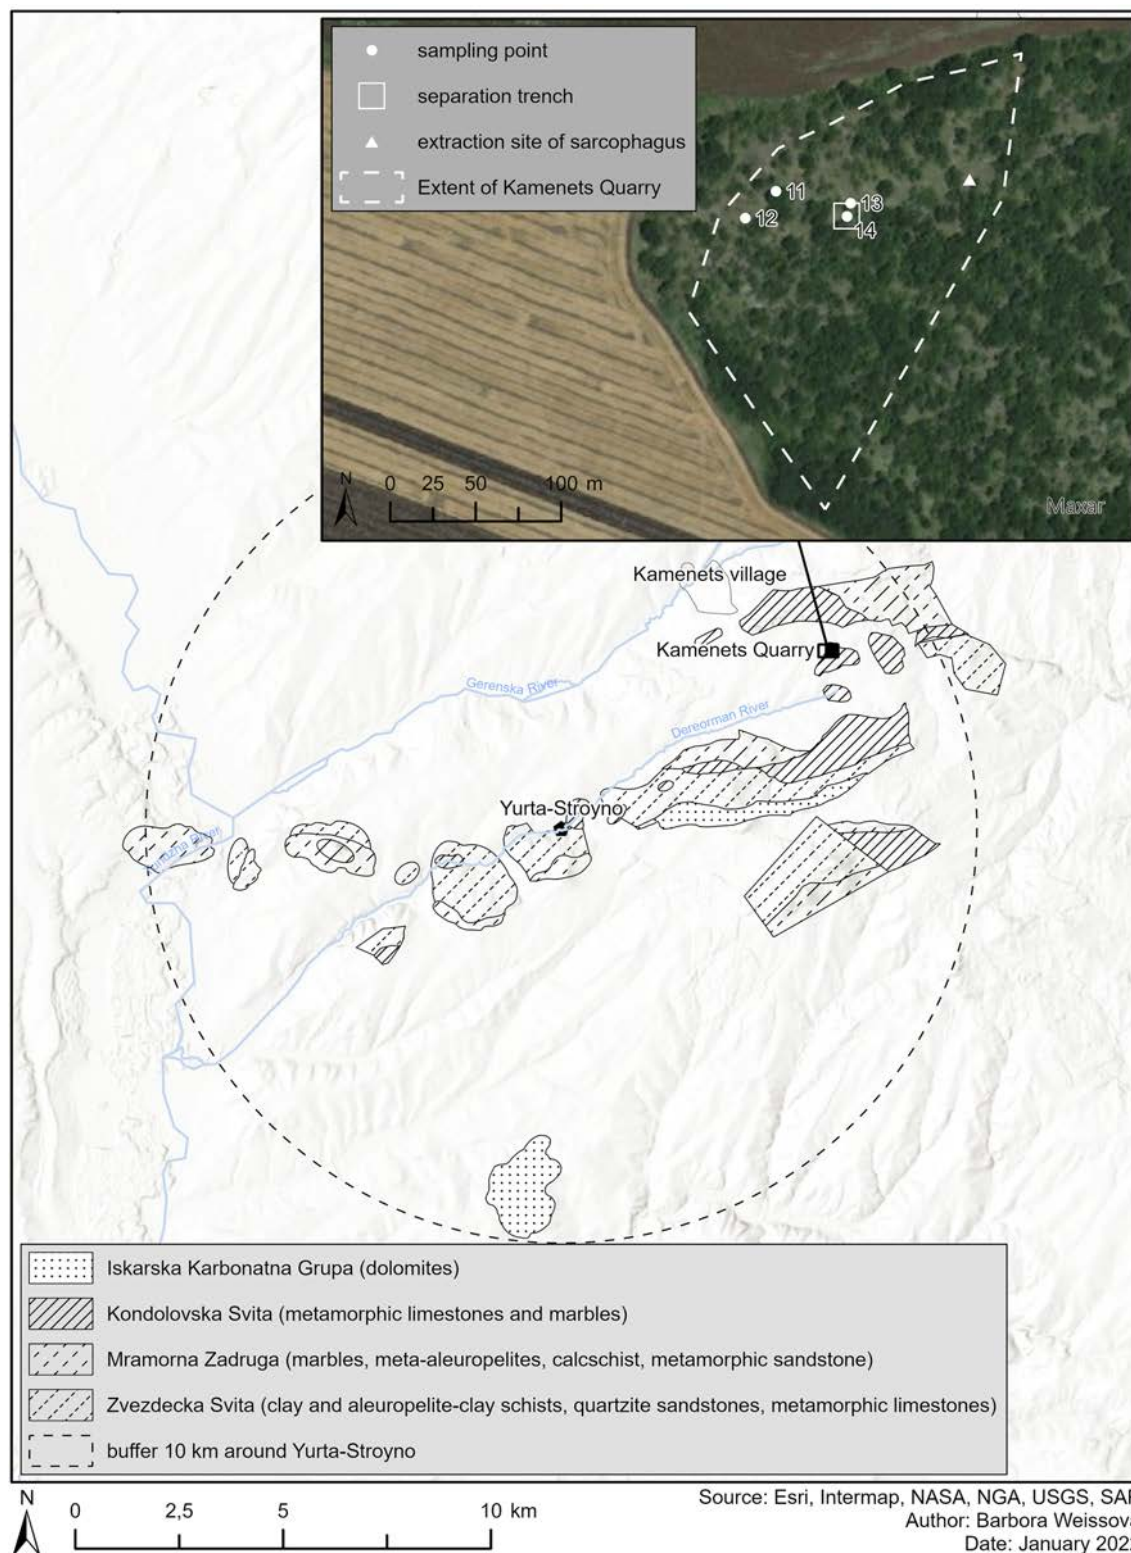 sampling point
separation trench
extraction site of sarcophagus
Extent of Kamenets Quarry
11
12
13
14
N
0 25 50 100 m
Maxar
Kamenets village
Kamenets Quarry
Gerenska River
Dereorman River
Yurta-Stroyno
River
Iskarska Karbonatna Grupa (dolomites)
Kondolovska Svita (metamorphic limestones and marbles)
Mramorna Zadruga (marbles, meta-aleuropelites, calcschist, metamorphic sandstone)
Zvezdecka Svita (clay and aleuropelite-clay schists, quartzite sandstones, metamorphic limestones)
buffer 10 km around Yurta-Stroyno
N
0 2,5 5 10 km
Source: Esri, Intermap, NASA, NGA, USGS,
Author: Barbora Weissova
Date: January